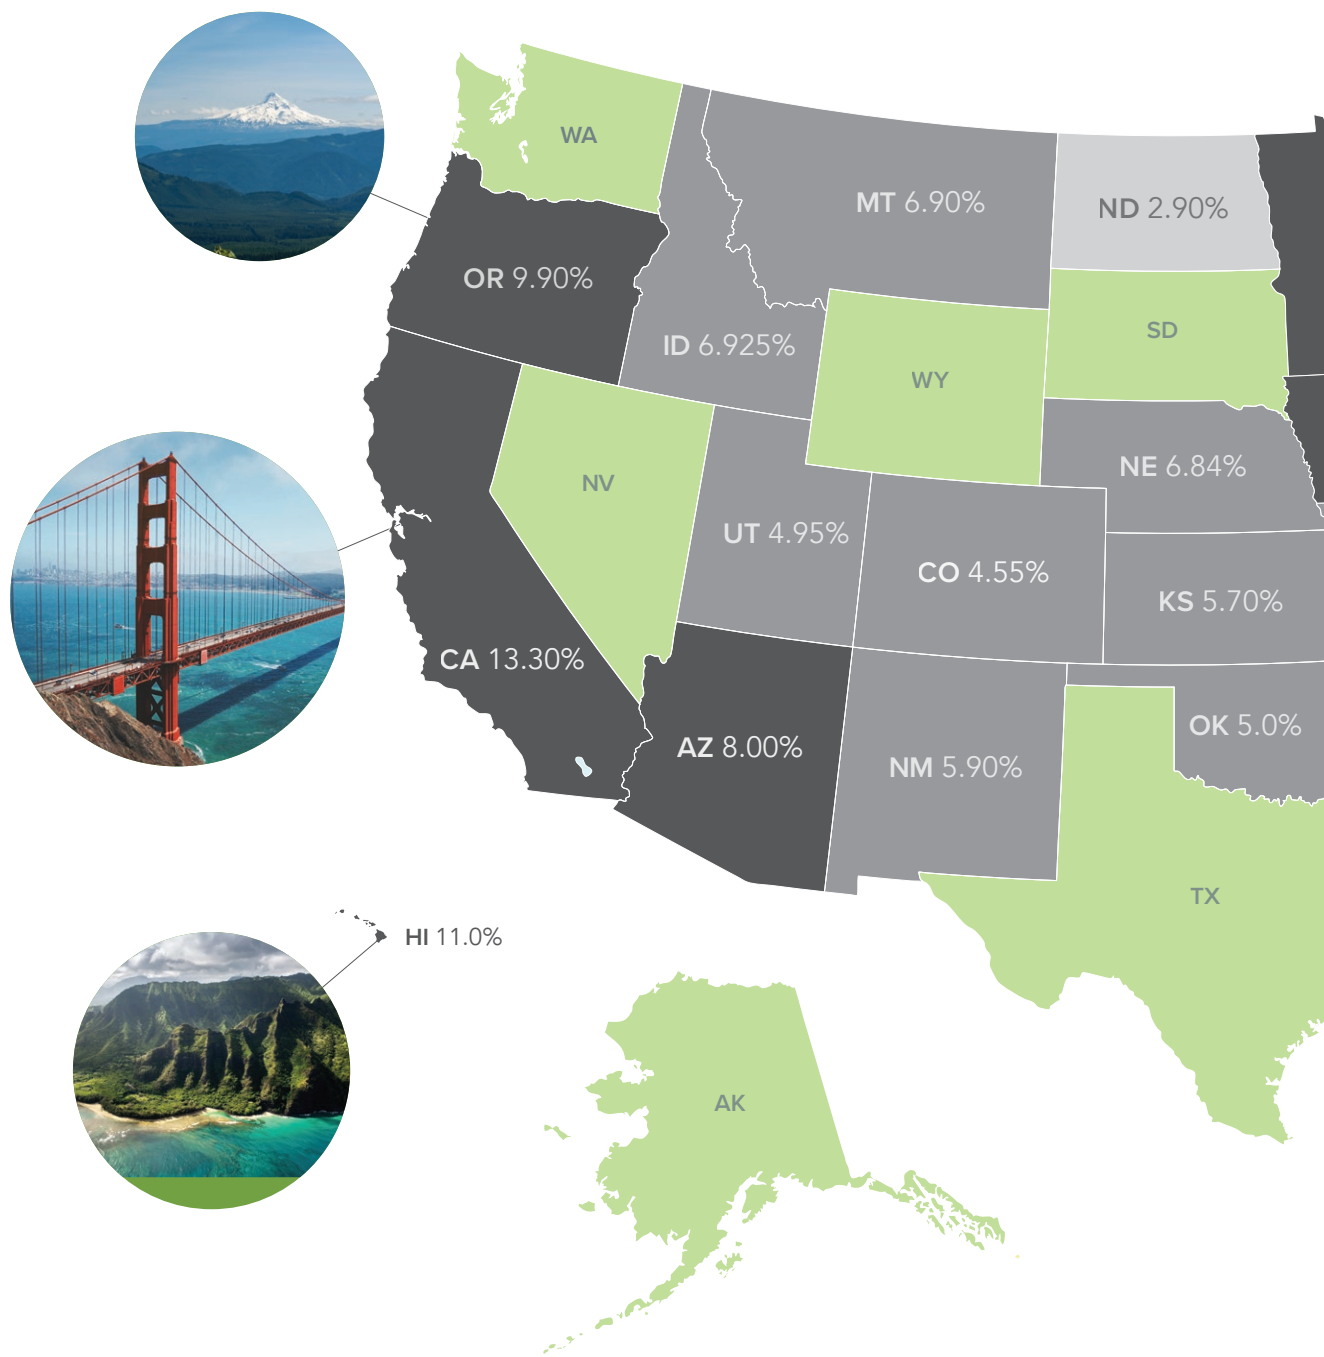 WA
MT 6.90%
ND 2.90%
OR 9.90%
ID 6.925%
SD
WY
NE 6.84%
NV
UT 4.95%
CO 4.55%
KS 5.70%
CA 13.30%
AZ 8.00%
NM 5.90%
OK 5.0%
TX
HI 11.0%
AK